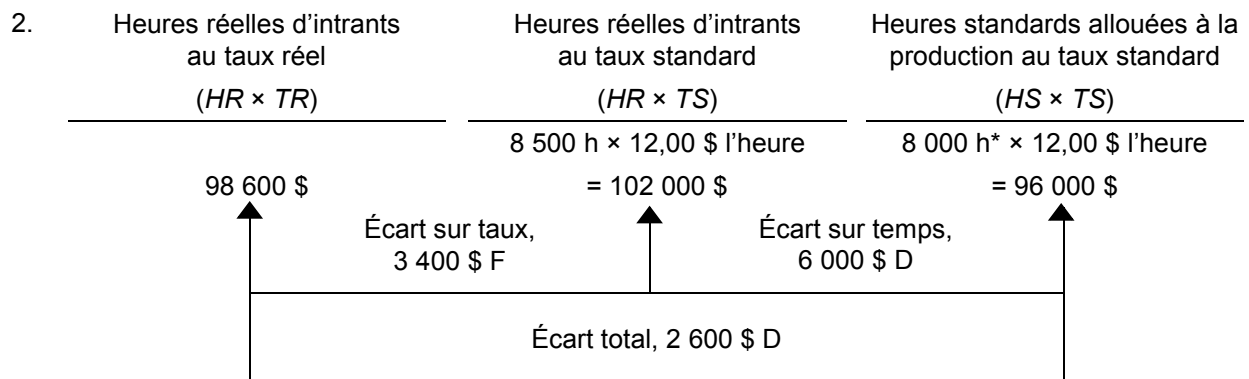 2.
Heures réelles d'intrants
au taux réel
(HR × TR)
98 600 $
Heures réelles d'intrants
au taux standard
(HR × TS)
8 500 h × 12,00 $ l'heure
= 102 000 $
Heures standards allouées à la
production au taux standard
(HS × TS)
8 000 h* × 12,00 $ l'heure
= 96 000 $
Écart sur taux,
3 400 $ F
Écart sur temps,
6 000 $ D
Écart total, 2 600 $ D